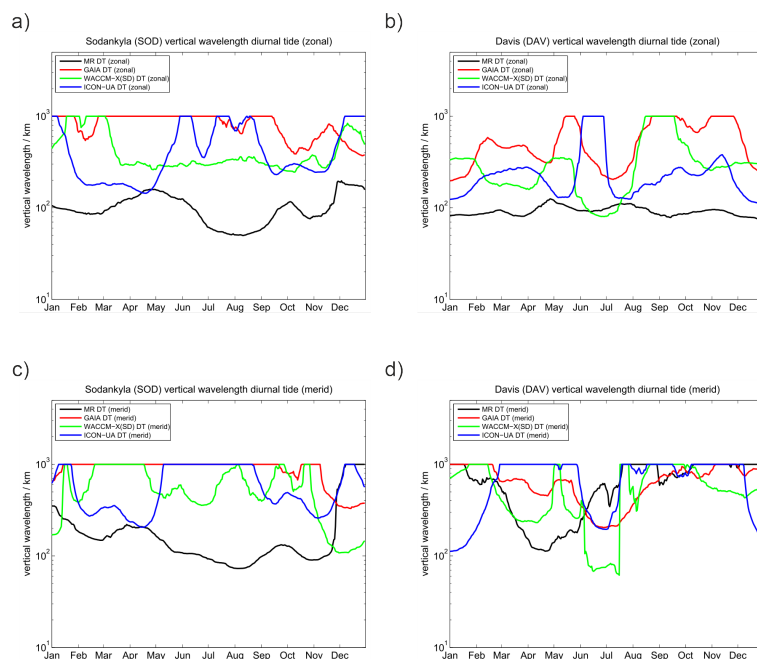 a)
Sodankyla (SOD) vertical wavelength diurnal tide (zonal)
MR DT (zonal)
GAIA DT (zonal)
WACCM−X(SD) DT (zonal)
ICON−UA DT (zonal)
10³
10²
10¹
vertical wavelength / km
Jan Feb Mar Apr May Jun Jul Aug Sep Oct Nov Dec
b)
Davis (DAV) vertical wavelength diurnal tide (zonal)
MR DT (zonal)
GAIA DT (zonal)
WACCM−X(SD) DT (zonal)
ICON−UA DT (zonal)
10³
10²
10¹
vertical wavelength / km
Jan Feb Mar Apr May Jun Jul Aug Sep Oct Nov Dec
c)
Sodankyla (SOD) vertical wavelength diurnal tide (merid)
MR DT (merid)
GAIA DT (merid)
WACCM−X(SD) DT (merid)
ICON−UA DT (merid)
10³
10²
10¹
vertical wavelength / km
Jan Feb Mar Apr May Jun Jul Aug Sep Oct Nov Dec
d)
Davis (DAV) vertical wavelength diurnal tide (merid)
MR DT (merid)
GAIA DT (merid)
WACCM−X(SD) DT (merid)
ICON−UA DT (merid)
10³
10²
10¹
vertical wavelength / km
Jan Feb Mar Apr May Jun Jul Aug Sep Oct Nov Dec